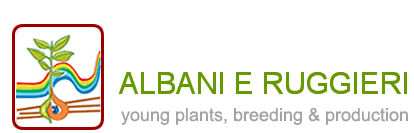 ALBANI E RUGGIERI
young plants, breeding & production